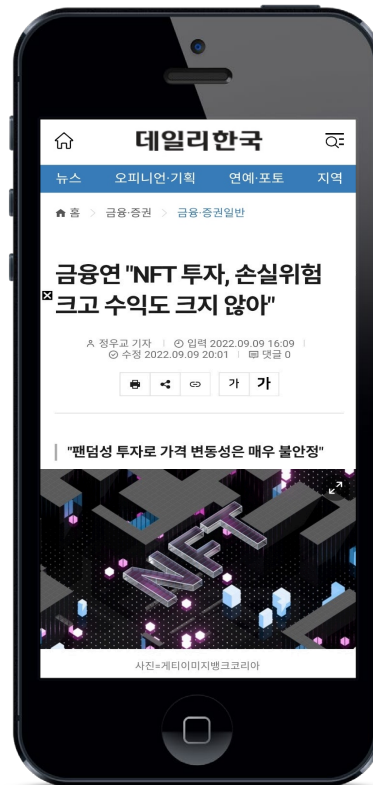 데일리한국
뉴스 오피니언·기획 연예·포토 지역
홈 > 금융·증권 > 금융·증권일반
금융연 "NFT 투자, 손실위험
크고 수익도 크지 않아"
정우교 기자 | 입력 2022.09.09 16:09 |
수정 2022.09.09 20:01 | 댓글 0
가 가
"팬덤성 투자로 가격 변동성은 매우 불안정"
NFT
사진=게티이미지뱅크코리아